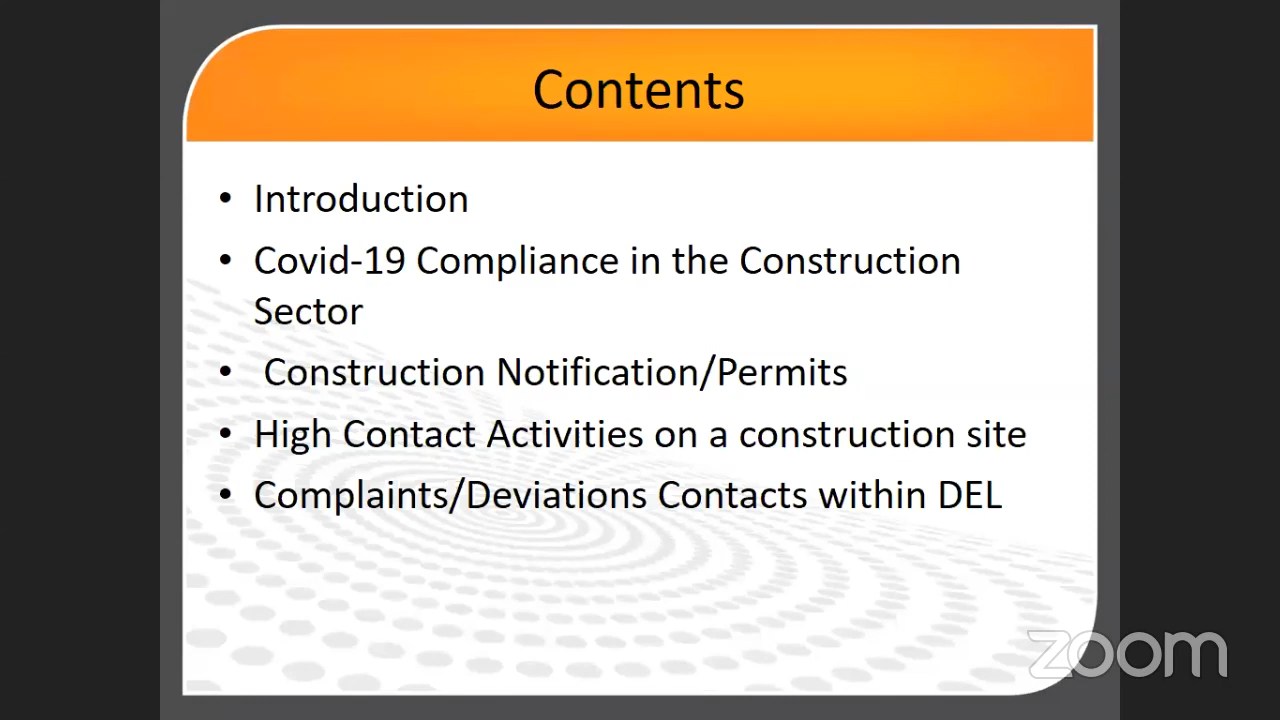 Contents
• Introduction
• Covid-19 Compliance in the Construction
Sector
• Construction Notification/Permits
• High Contact Activities on a construction site
• Complaints/Deviations Contacts within DEL
zoom